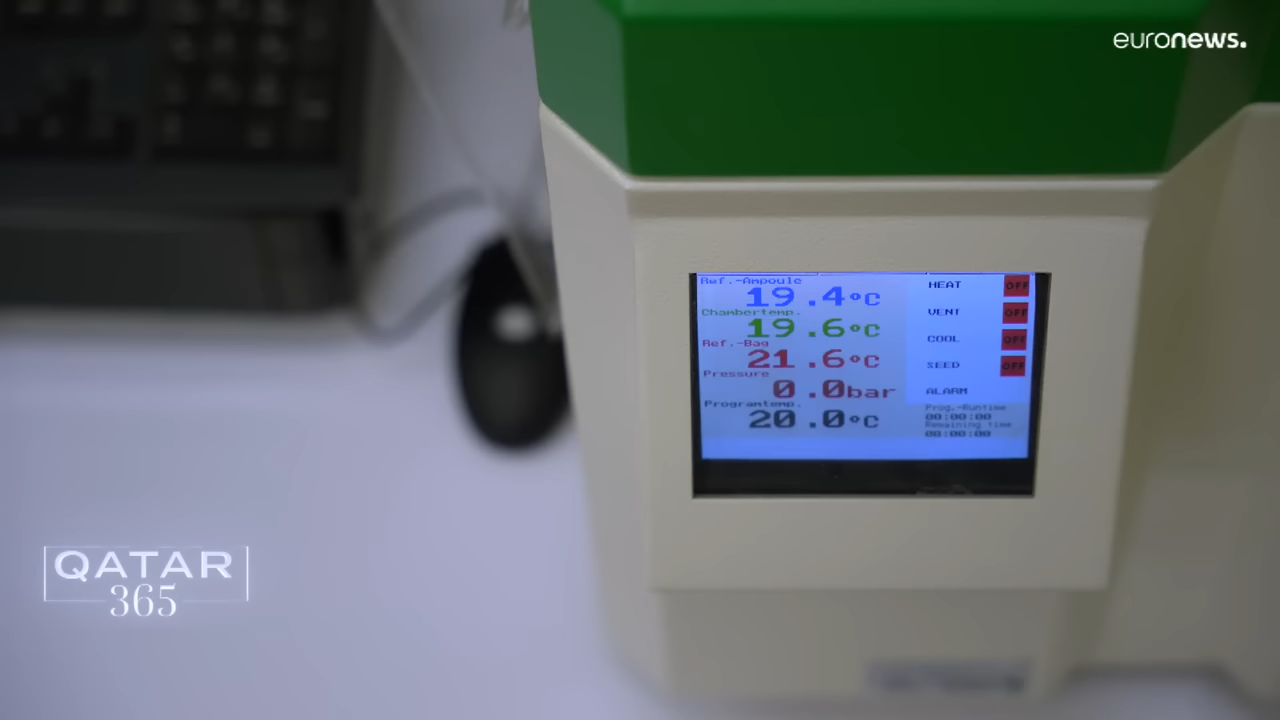 euronews.
Ref.-Ampoule
19.4°C
Chambertemp.
19.6°C
Ref.-Bag
21.6°C
Pressure
0.0bar
Programtemp.
20.0°C
HEAT OFF
VENT OFF
COOL OFF
SEED OFF
ALARM
Prog.-Runtime
00:00:00
Remaining time
00:00:00
QATAR
365